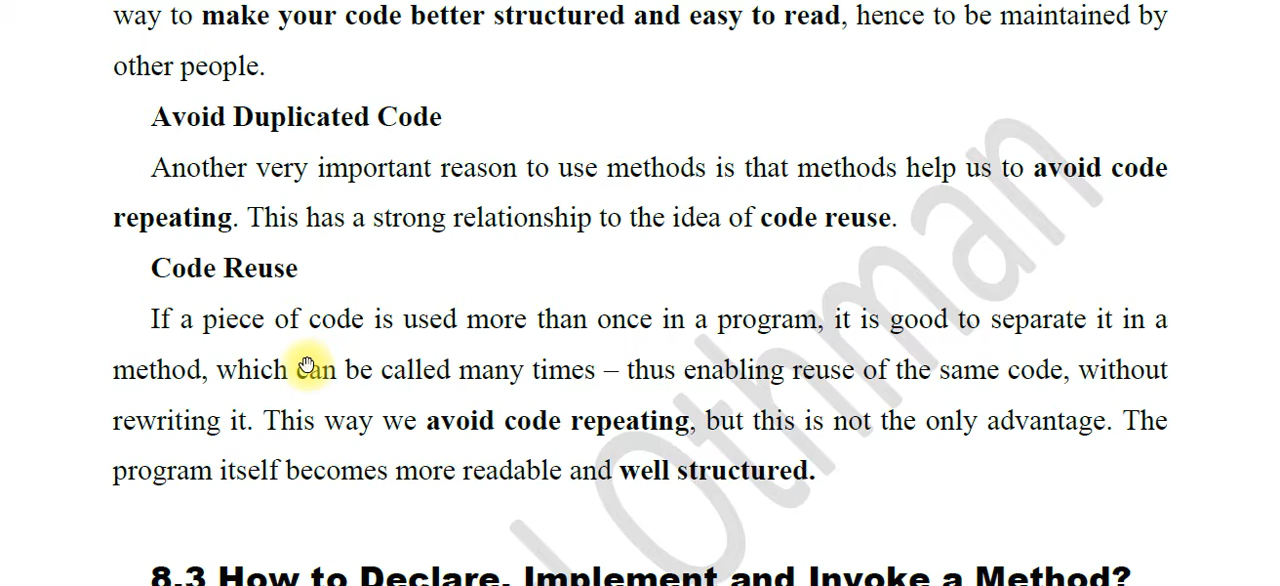 way to make your code better structured and easy to read, hence to be maintained by
other people.
Avoid Duplicated Code
Another very important reason to use methods is that methods help us to avoid code
repeating. This has a strong relationship to the idea of code reuse.
Code Reuse
If a piece of code is used more than once in a program, it is good to separate it in a
method, which can be called many times – thus enabling reuse of the same code, without
rewriting it. This way we avoid code repeating, but this is not the only advantage. The
program itself becomes more readable and well structured.
Othman
8.3 How to Declare, Implement and Invoke a Method?